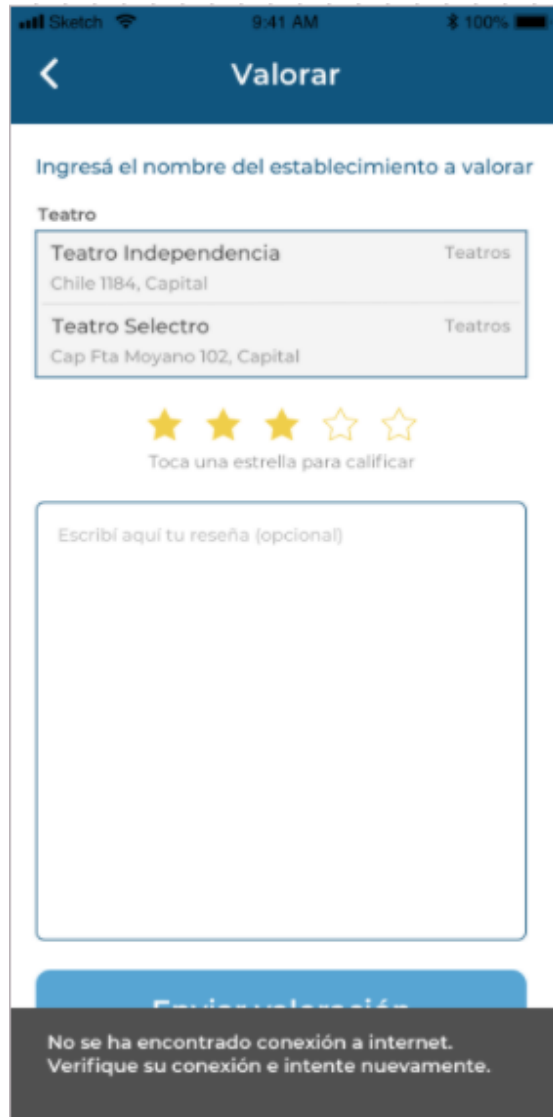 Sketch 9:41 AM 100%
Valorar
Ingresá el nombre del establecimiento a valorar
Teatro
Teatro Independencia Teatros
Chile 1184, Capital
Teatro Selectro Teatros
Cap Fta Moyano 102, Capital
Toca una estrella para calificar
Escribí aquí tu reseña (opcional)
Enviar valoración
No se ha encontrado conexión a internet.
Verifique su conexión e intente nuevamente.